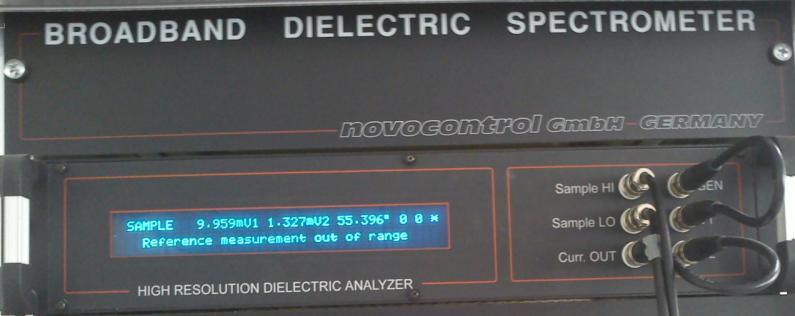 BROADBAND DIELECTRIC SPECTROMETER
novocontrol GmbH GERMANY
SAMPLE 9.959mV1 1.327mV2 55.396° 0 0 *
Reference measurement out of range
Sample HI
Sample LO
Curr. OUT
HIGH RESOLUTION DIELECTRIC ANALYZER